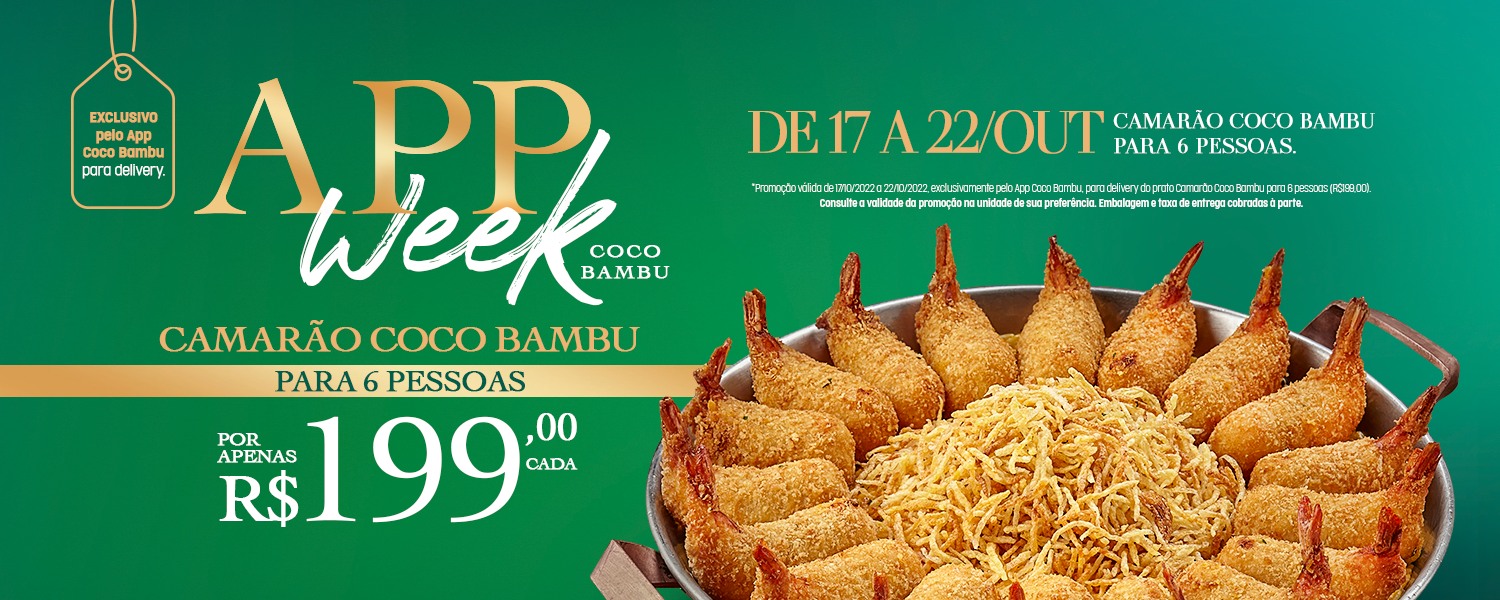 EXCLUSIVO
pelo App
Coco Bambu
para delivery.
APP
Week
COCO
BAMBU
CAMARÃO COCO BAMBU
PARA 6 PESSOAS
POR
APENAS
R$199,00
CADA
DE 17 A 22/OUT
CAMARÃO COCO BAMBU
PARA 6 PESSOAS.
*Promoção válida de 17/10/2022 a 22/10/2022, exclusivamente pelo App Coco Bambu, para delivery do prato Camarão Coco Bambu para 6 pessoas (R$199,00).
Consulte a validade da promoção na unidade de sua preferência. Embalagem e taxa de entrega cobradas à parte.